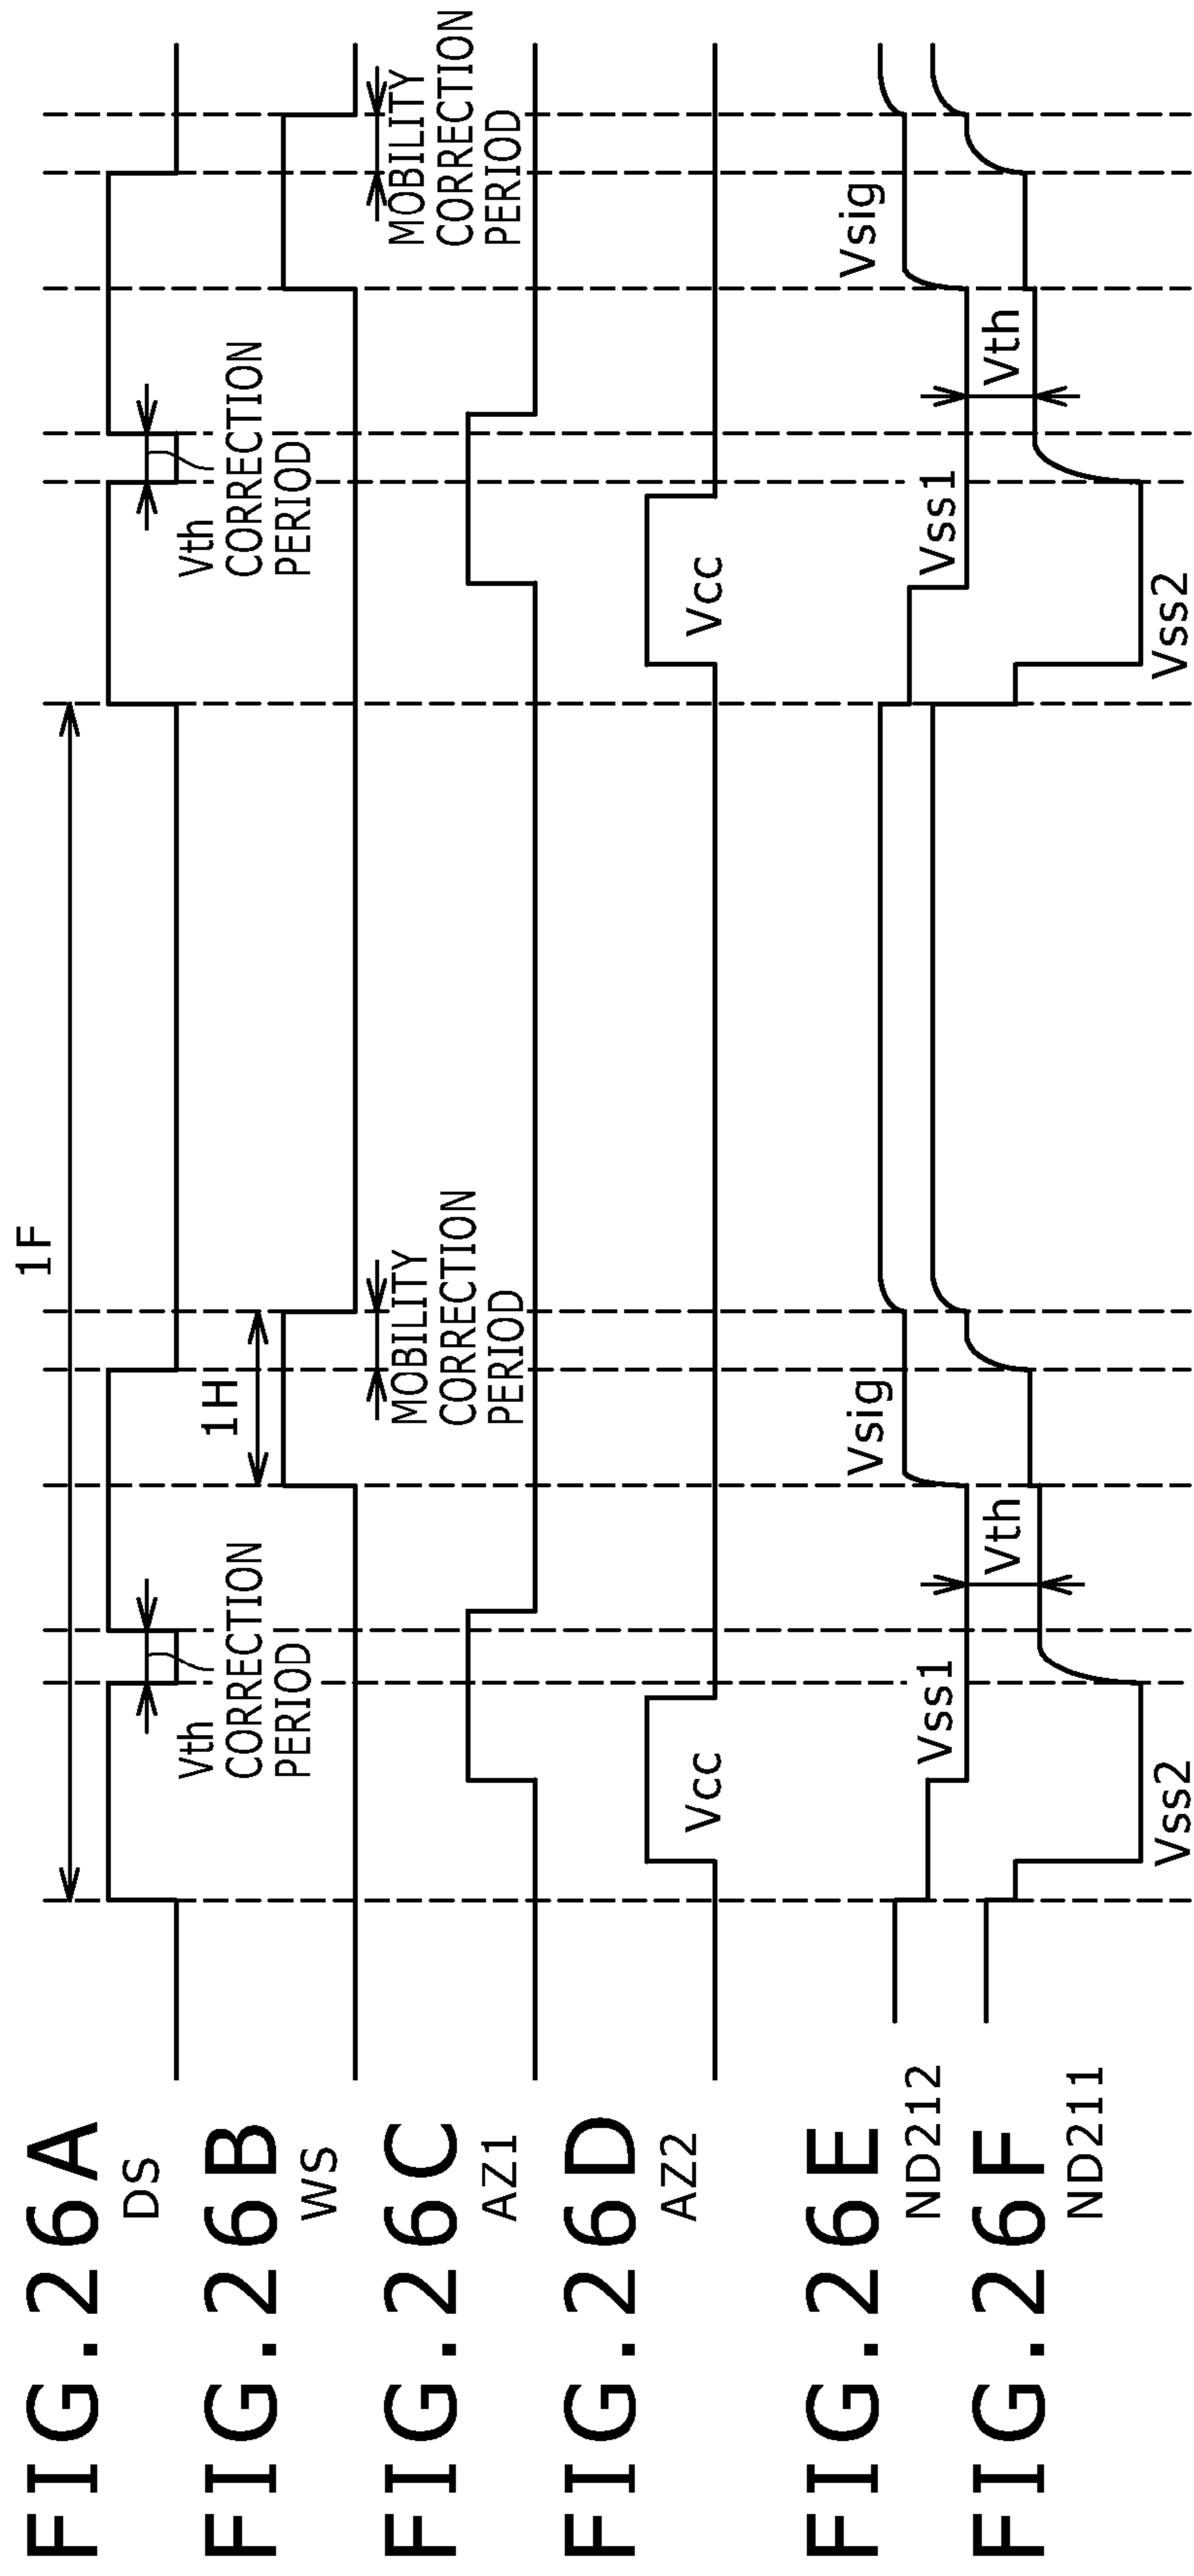 FIG.26A
DS
1F
Vth
CORRECTION
PERIOD
Vth
CORRECTION
PERIOD
FIG.26B
WS
1H
MOBILITY
CORRECTION
PERIOD
MOBILITY
CORRECTION
PERIOD
FIG.26C
AZ1
FIG.26D
AZ2
Vcc
Vcc
FIG.26E
ND212
Vss1
Vsig
Vss1
Vsig
FIG.26F
ND211
Vss2
Vth
Vss2
Vth